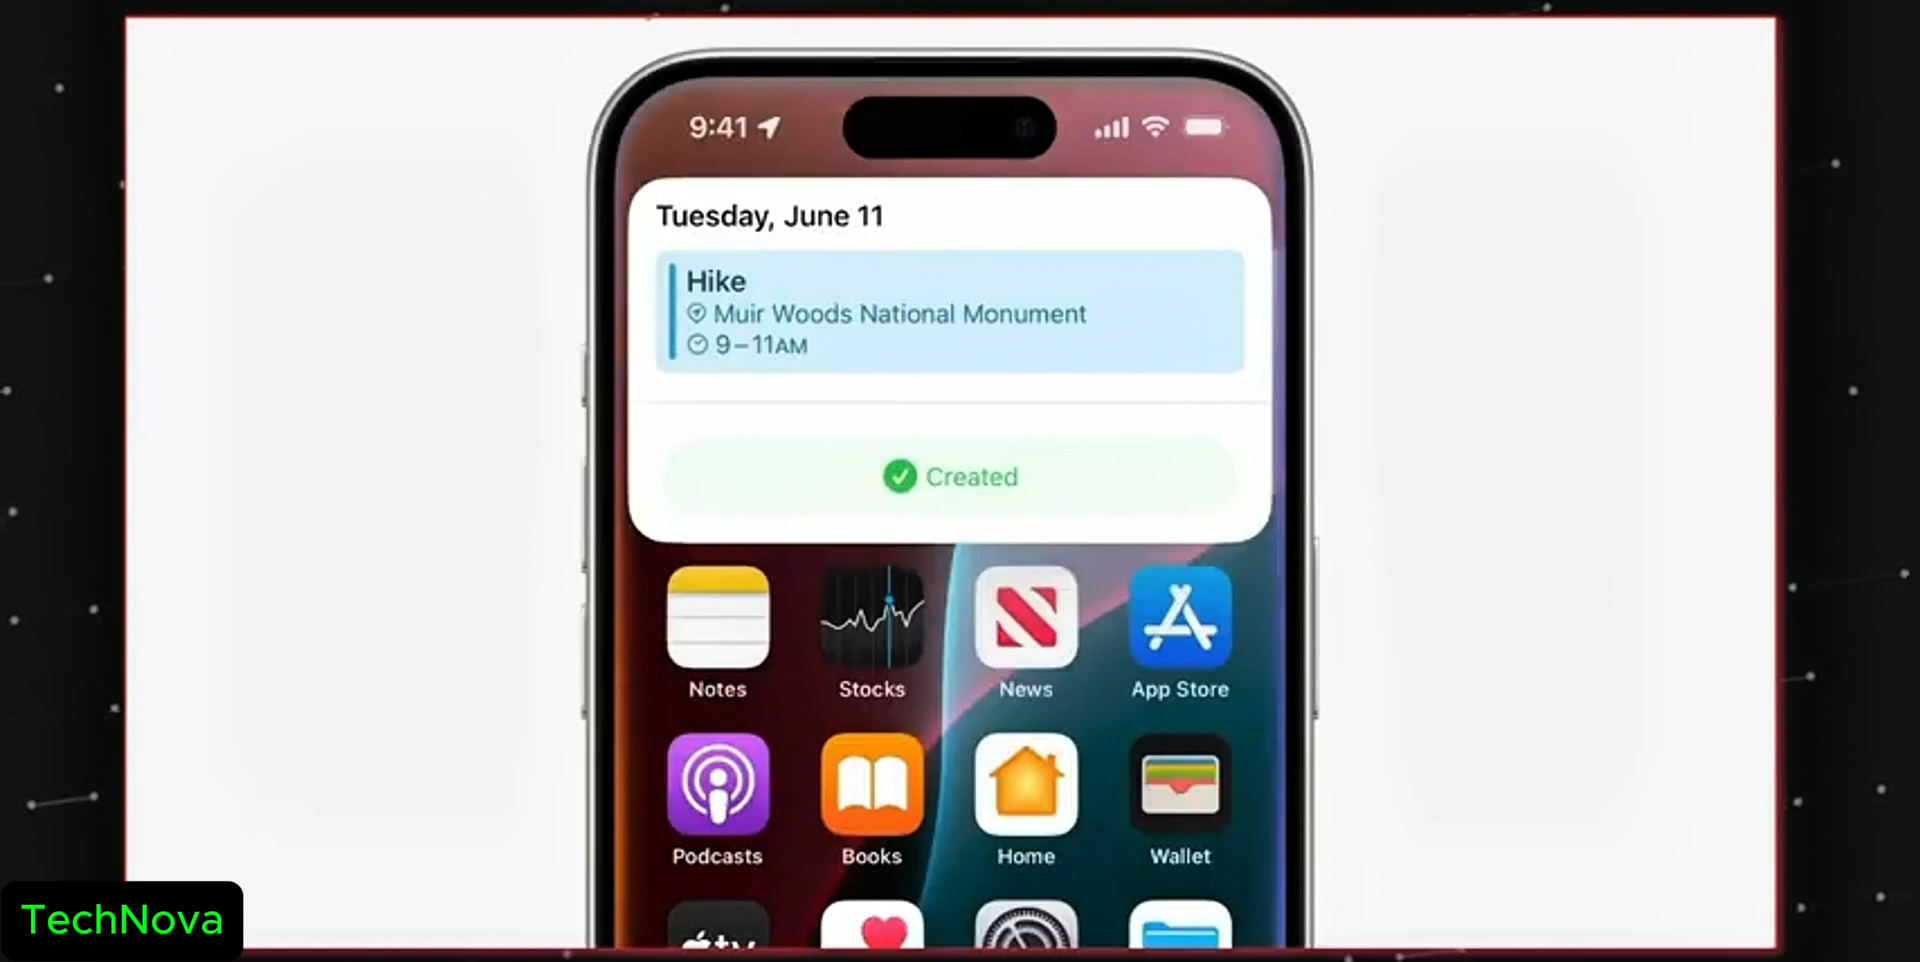 9:41
Tuesday, June 11
Hike
Muir Woods National Monument
9–11AM
Created
Notes Stocks News App Store
Podcasts Books Home Wallet
tv
TechNova